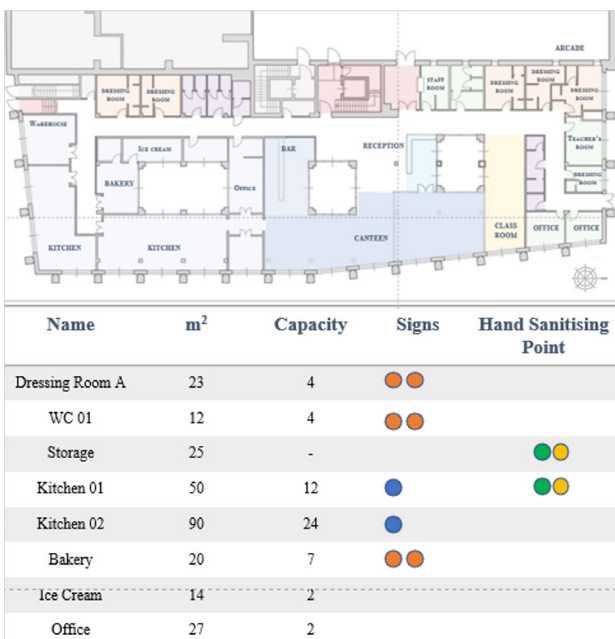 ARCADE
DRESSING
ROOM
DRESSING
ROOM
STAFF
ROOM
DRESSING
ROOM
DRESSING
ROOM
DRESSING
ROOM
WAREHOUSE
ICE CREAM
BAR
RECEPTION
TEACHER'S
ROOM
BAKERY
OFFICE
DRESSING
ROOM
KITCHEN
KITCHEN
CANTEEN
CLASS
ROOM
OFFICE
OFFICE
Name m² Capacity Signs Hand Sanitising
Point
Dressing Room A 23 4
WC 01 12 4
Storage 25 -
Kitchen 01 50 12
Kitchen 02 90 24
Bakery 20 7
Ice Cream 14 2
Office 27 2